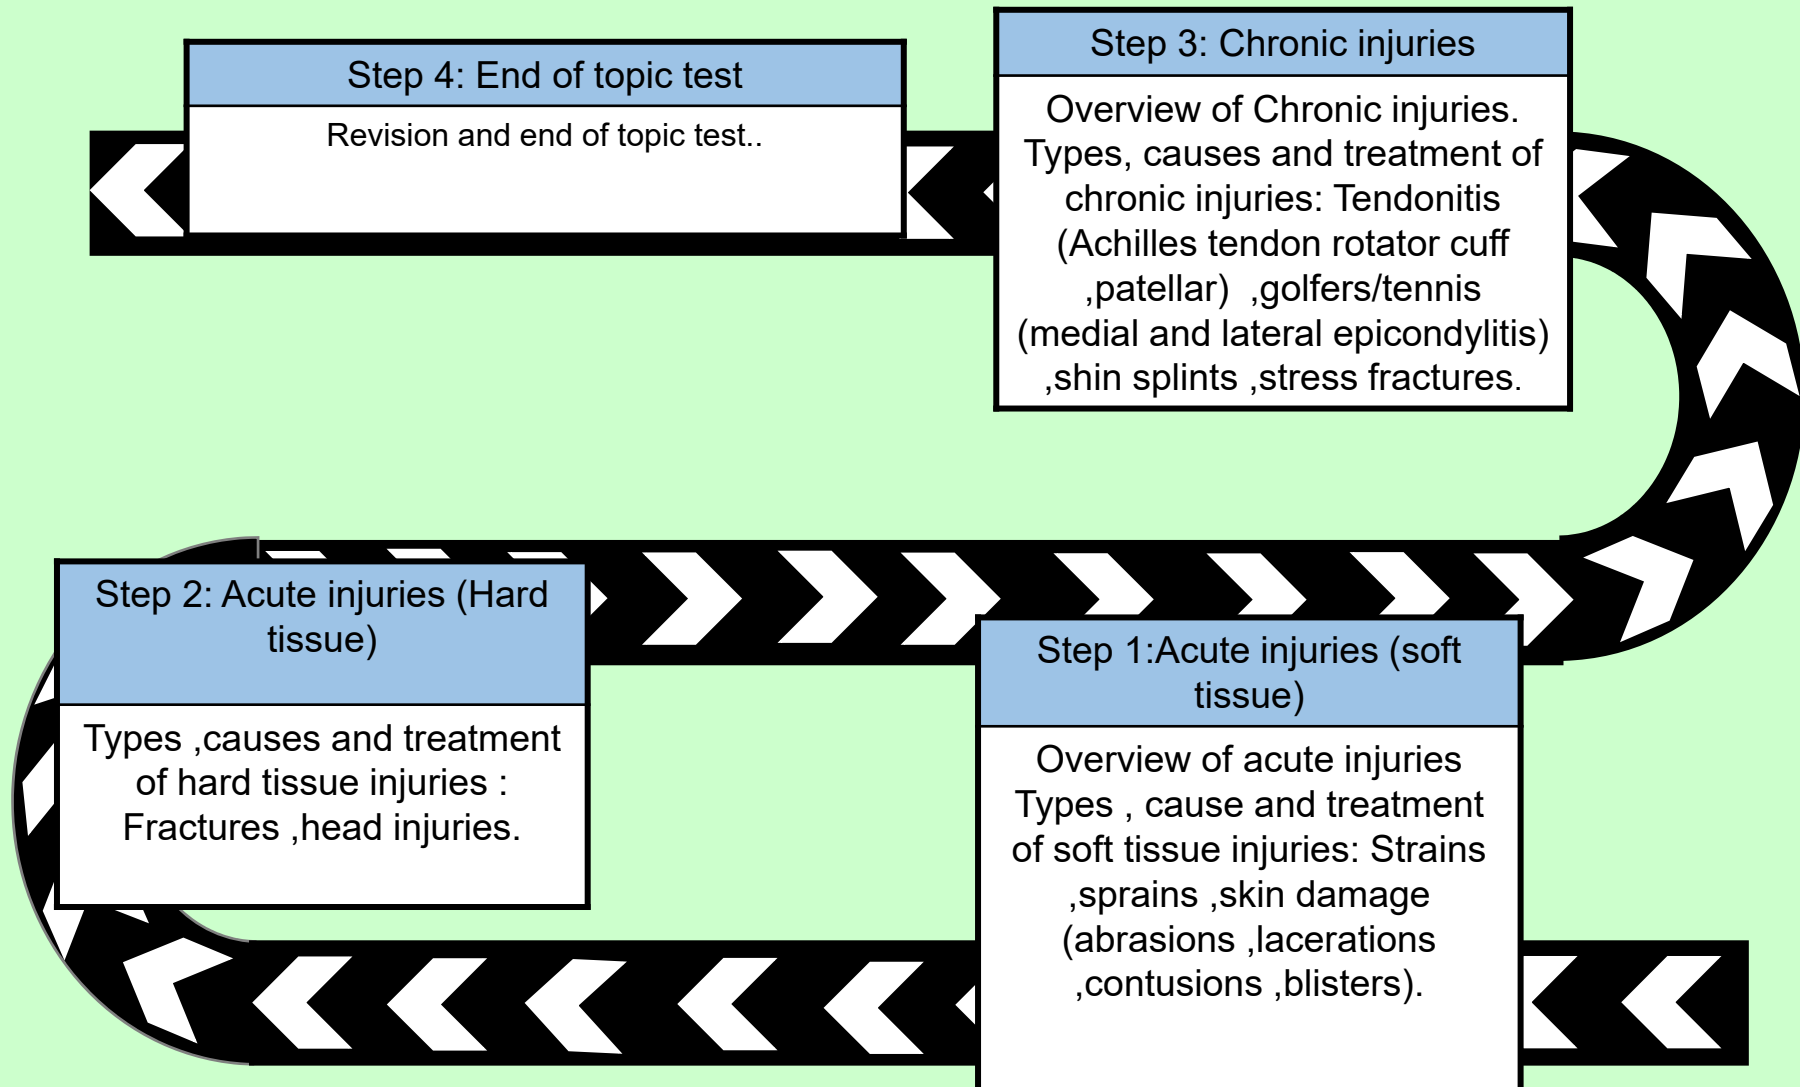 Step 4: End of topic test
Revision and end of topic test..
Step 3: Chronic injuries
Overview of Chronic injuries.
Types, causes and treatment of
chronic injuries: Tendonitis
(Achilles tendon rotator cuff
,patellar)  ,golfers/tennis
(medial and lateral epicondylitis)
,shin splints ,stress fractures.
Step 2: Acute injuries (Hard
tissue)
Types ,causes and treatment
of hard tissue injuries :
Fractures ,head injuries.
Step 1:Acute injuries (soft
tissue)
Overview of acute injuries
Types , cause and treatment
of soft tissue injuries: Strains
,sprains ,skin damage
(abrasions ,lacerations
,contusions ,blisters).